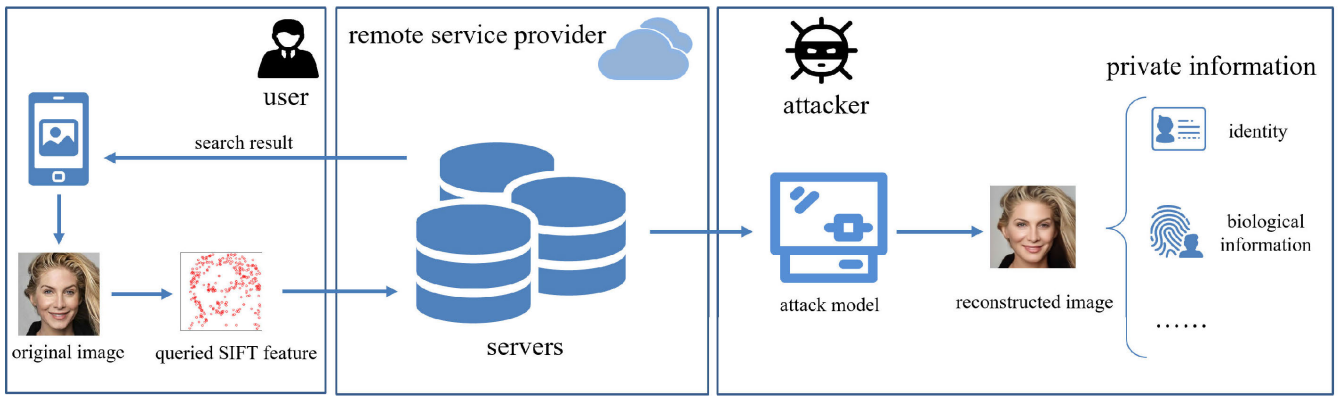 user
search result
original image
queried SIFT feature
remote service provider
servers
attacker
attack model
reconstructed image
private information
identity
biological
information
......